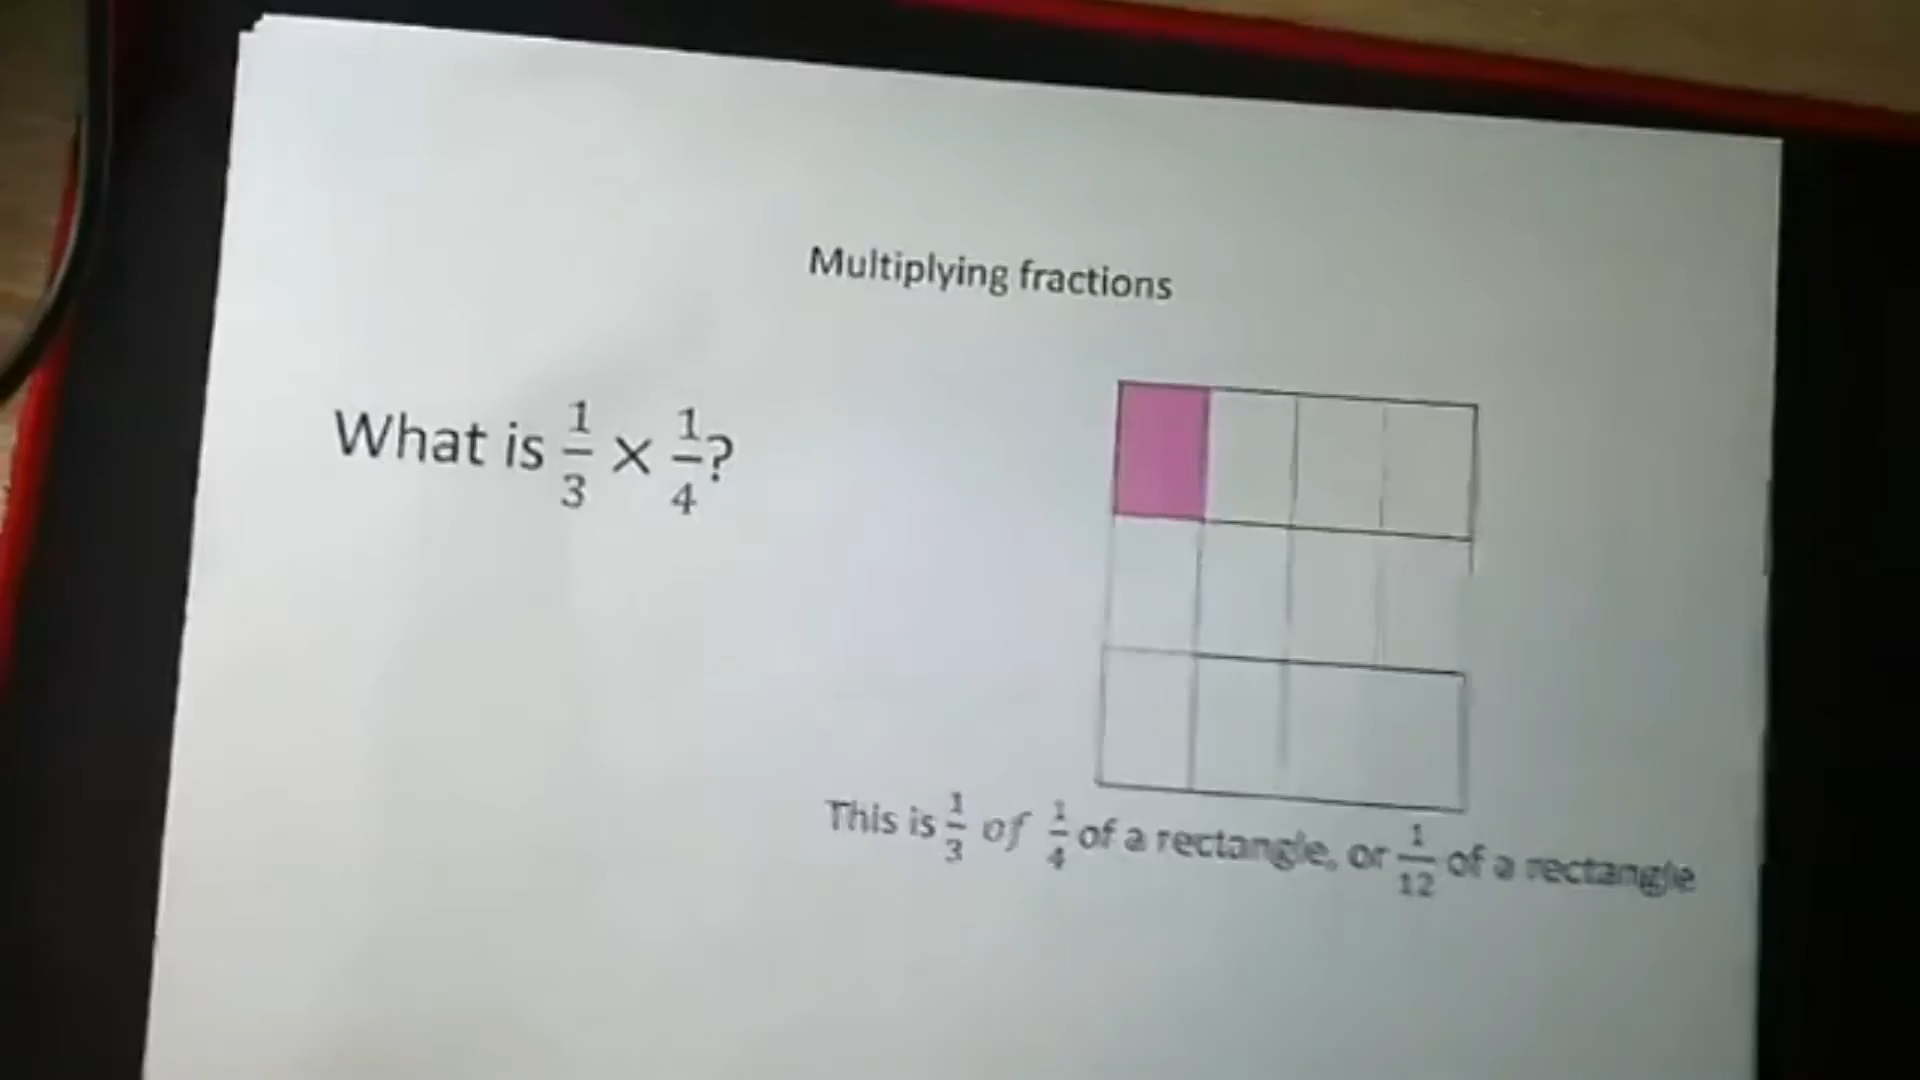 Multiplying fractions
What is 1/3 × 1/4?
This is 1/3 of 1/4 of a rectangle, or 1/12 of a rectangle